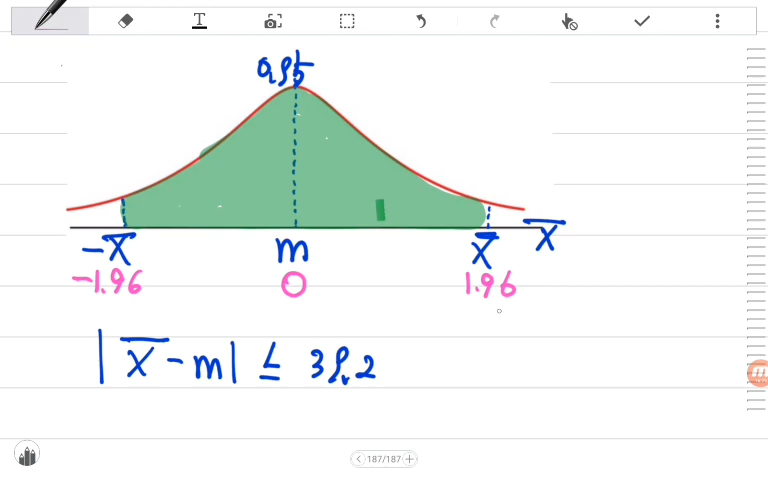 T
0.95
-X̄ m X̄ X̄
-1.96 0 1.96
|X̄-m| ≤ 39.2
187/187